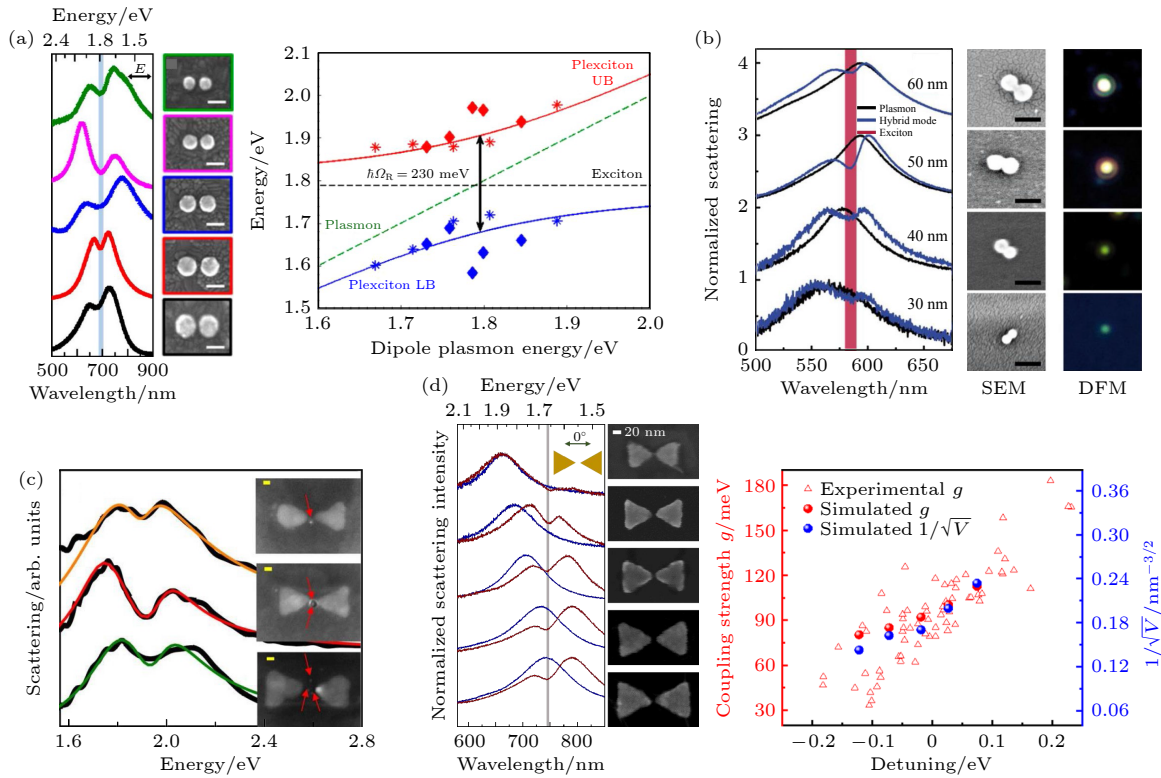 (a)
Energy/eV
2.4 1.8 1.5
E
500 700 900
Wavelength/nm
2.1
2.0
1.9
1.8
1.7
1.6
1.5
Energy/eV
Plexciton
UB
ℏΩR = 230 meV
Exciton
Plasmon
Plexciton LB
1.6 1.7 1.8 1.9 2.0
Dipole plasmon energy/eV
(b)
Normalized scattering
4
3
2
1
0
60 nm
Plasmon
Hybrid mode
Exciton
50 nm
40 nm
30 nm
500 550 600 650
Wavelength/nm
SEM
DFM
(c)
Scattering/arb. units
1.6 2.0 2.4 2.8
Energy/eV
(d)
Energy/eV
2.1 1.9 1.7 1.5
Normalized scattering intensity
0°
20 nm
600 700 800
Wavelength/nm
Coupling strength g/meV
180
150
120
90
60
30
Experimental g
Simulated g
Simulated 1/√V
0.36
0.30
0.24
0.18
0.12
0.06
1/√V/nm−3/2
−0.2 −0.1 0 0.1 0.2
Detuning/eV